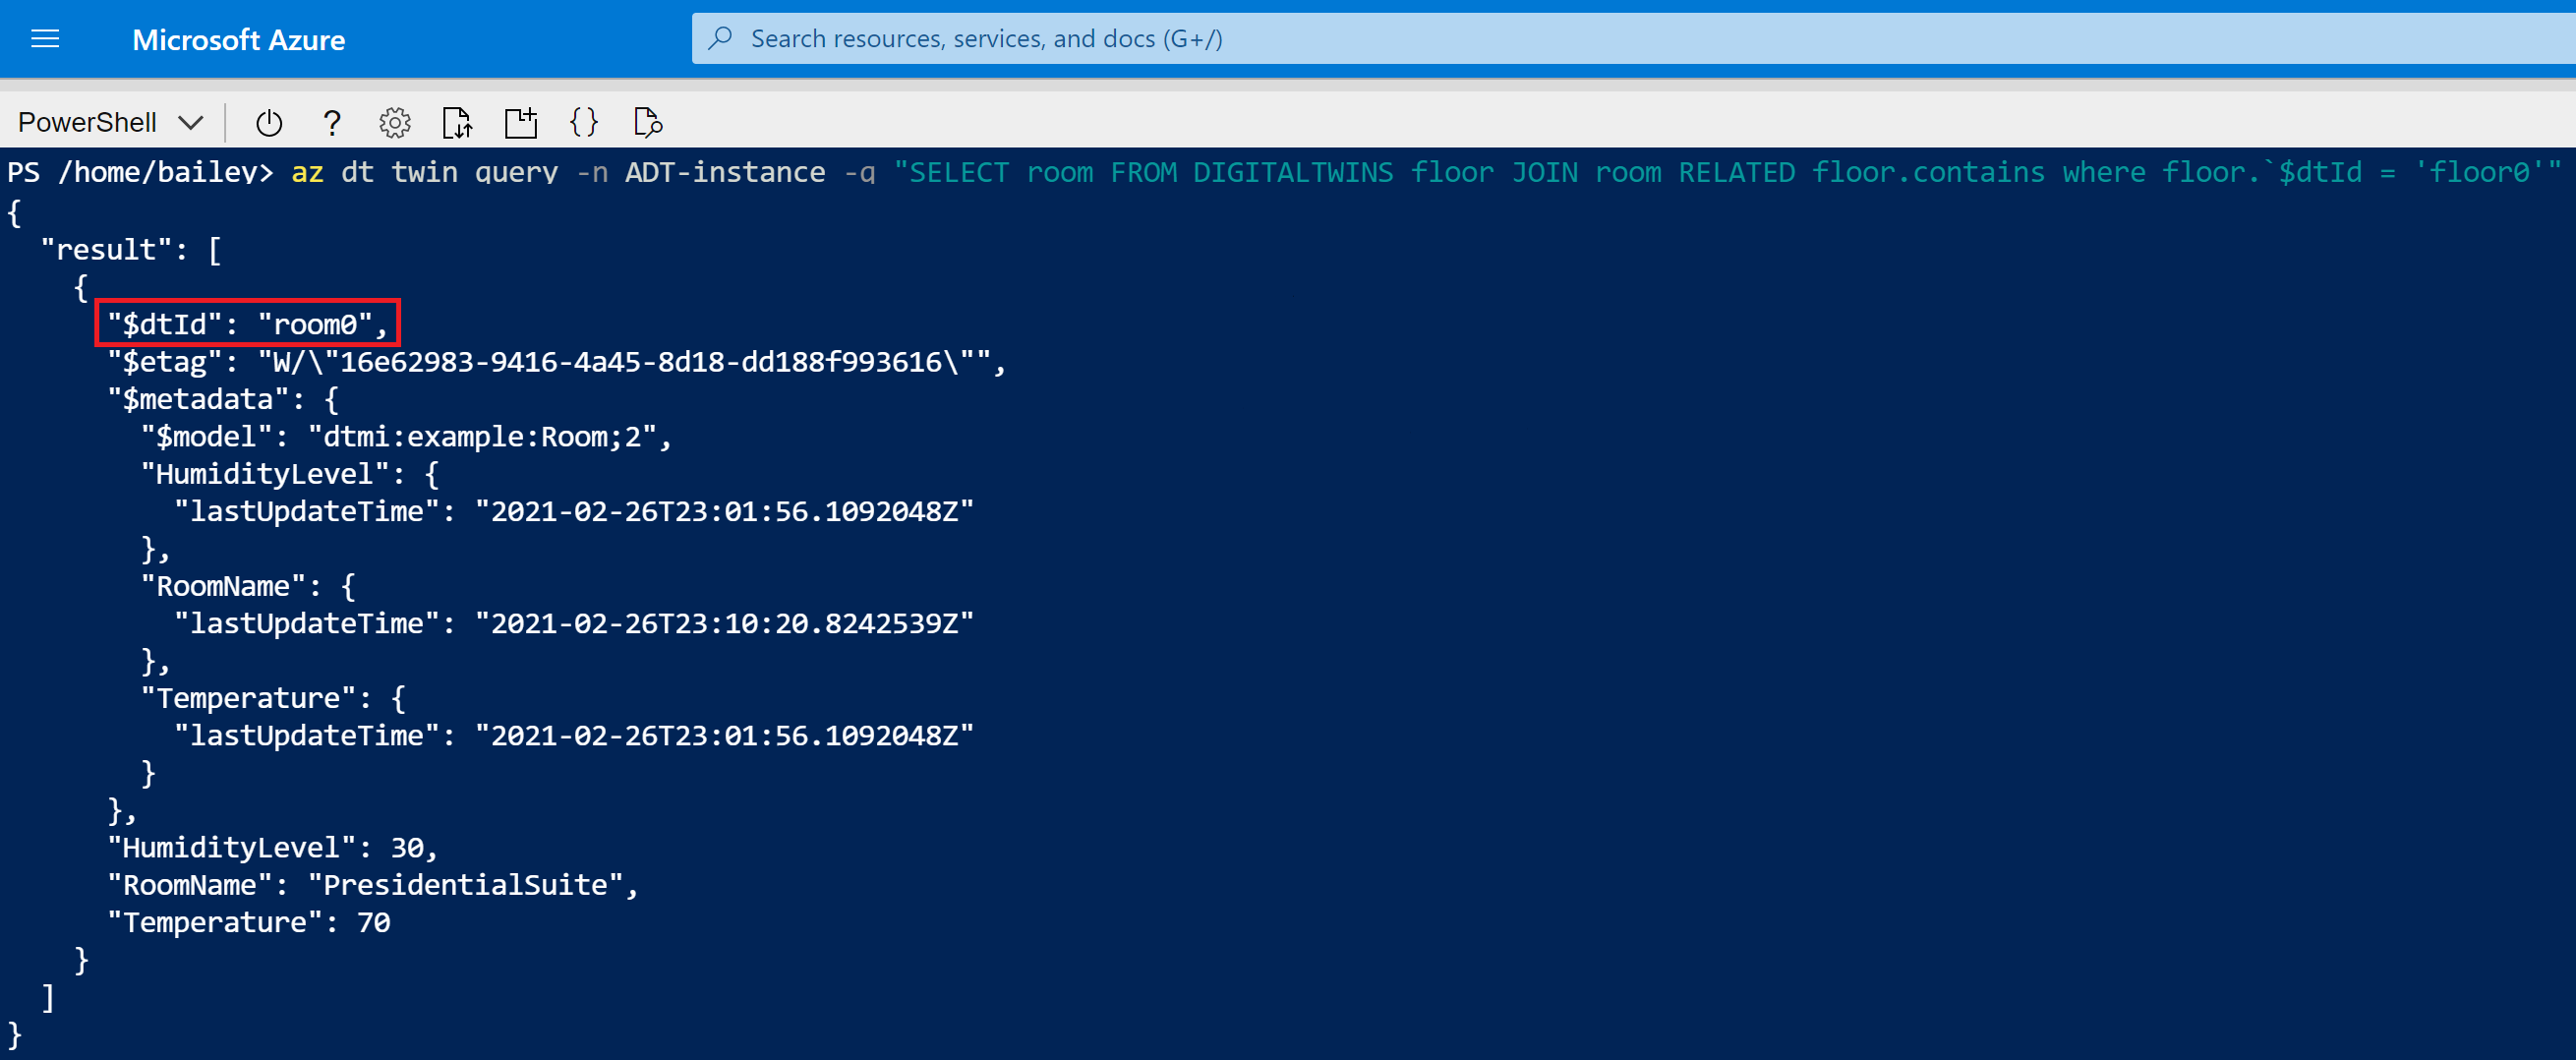 Microsoft Azure
Search resources, services, and docs (G+/)
PowerShell
PS /home/bailey> az dt twin query -n ADT-instance -q "SELECT room FROM DIGITALTWINS floor JOIN room RELATED floor.contains where floor.`$dtId = 'floor0'"
{
  "result": [
    {
      "$dtId": "room0",
      "$etag": "W/\"16e62983-9416-4a45-8d18-dd188f993616\"",
      "$metadata": {
        "$model": "dtmi:example:Room;2",
        "HumidityLevel": {
          "lastUpdateTime": "2021-02-26T23:01:56.1092048Z"
        },
        "RoomName": {
          "lastUpdateTime": "2021-02-26T23:10:20.8242539Z"
        },
        "Temperature": {
          "lastUpdateTime": "2021-02-26T23:01:56.1092048Z"
        }
      },
      "HumidityLevel": 30,
      "RoomName": "PresidentialSuite",
      "Temperature": 70
    }
  ]
}